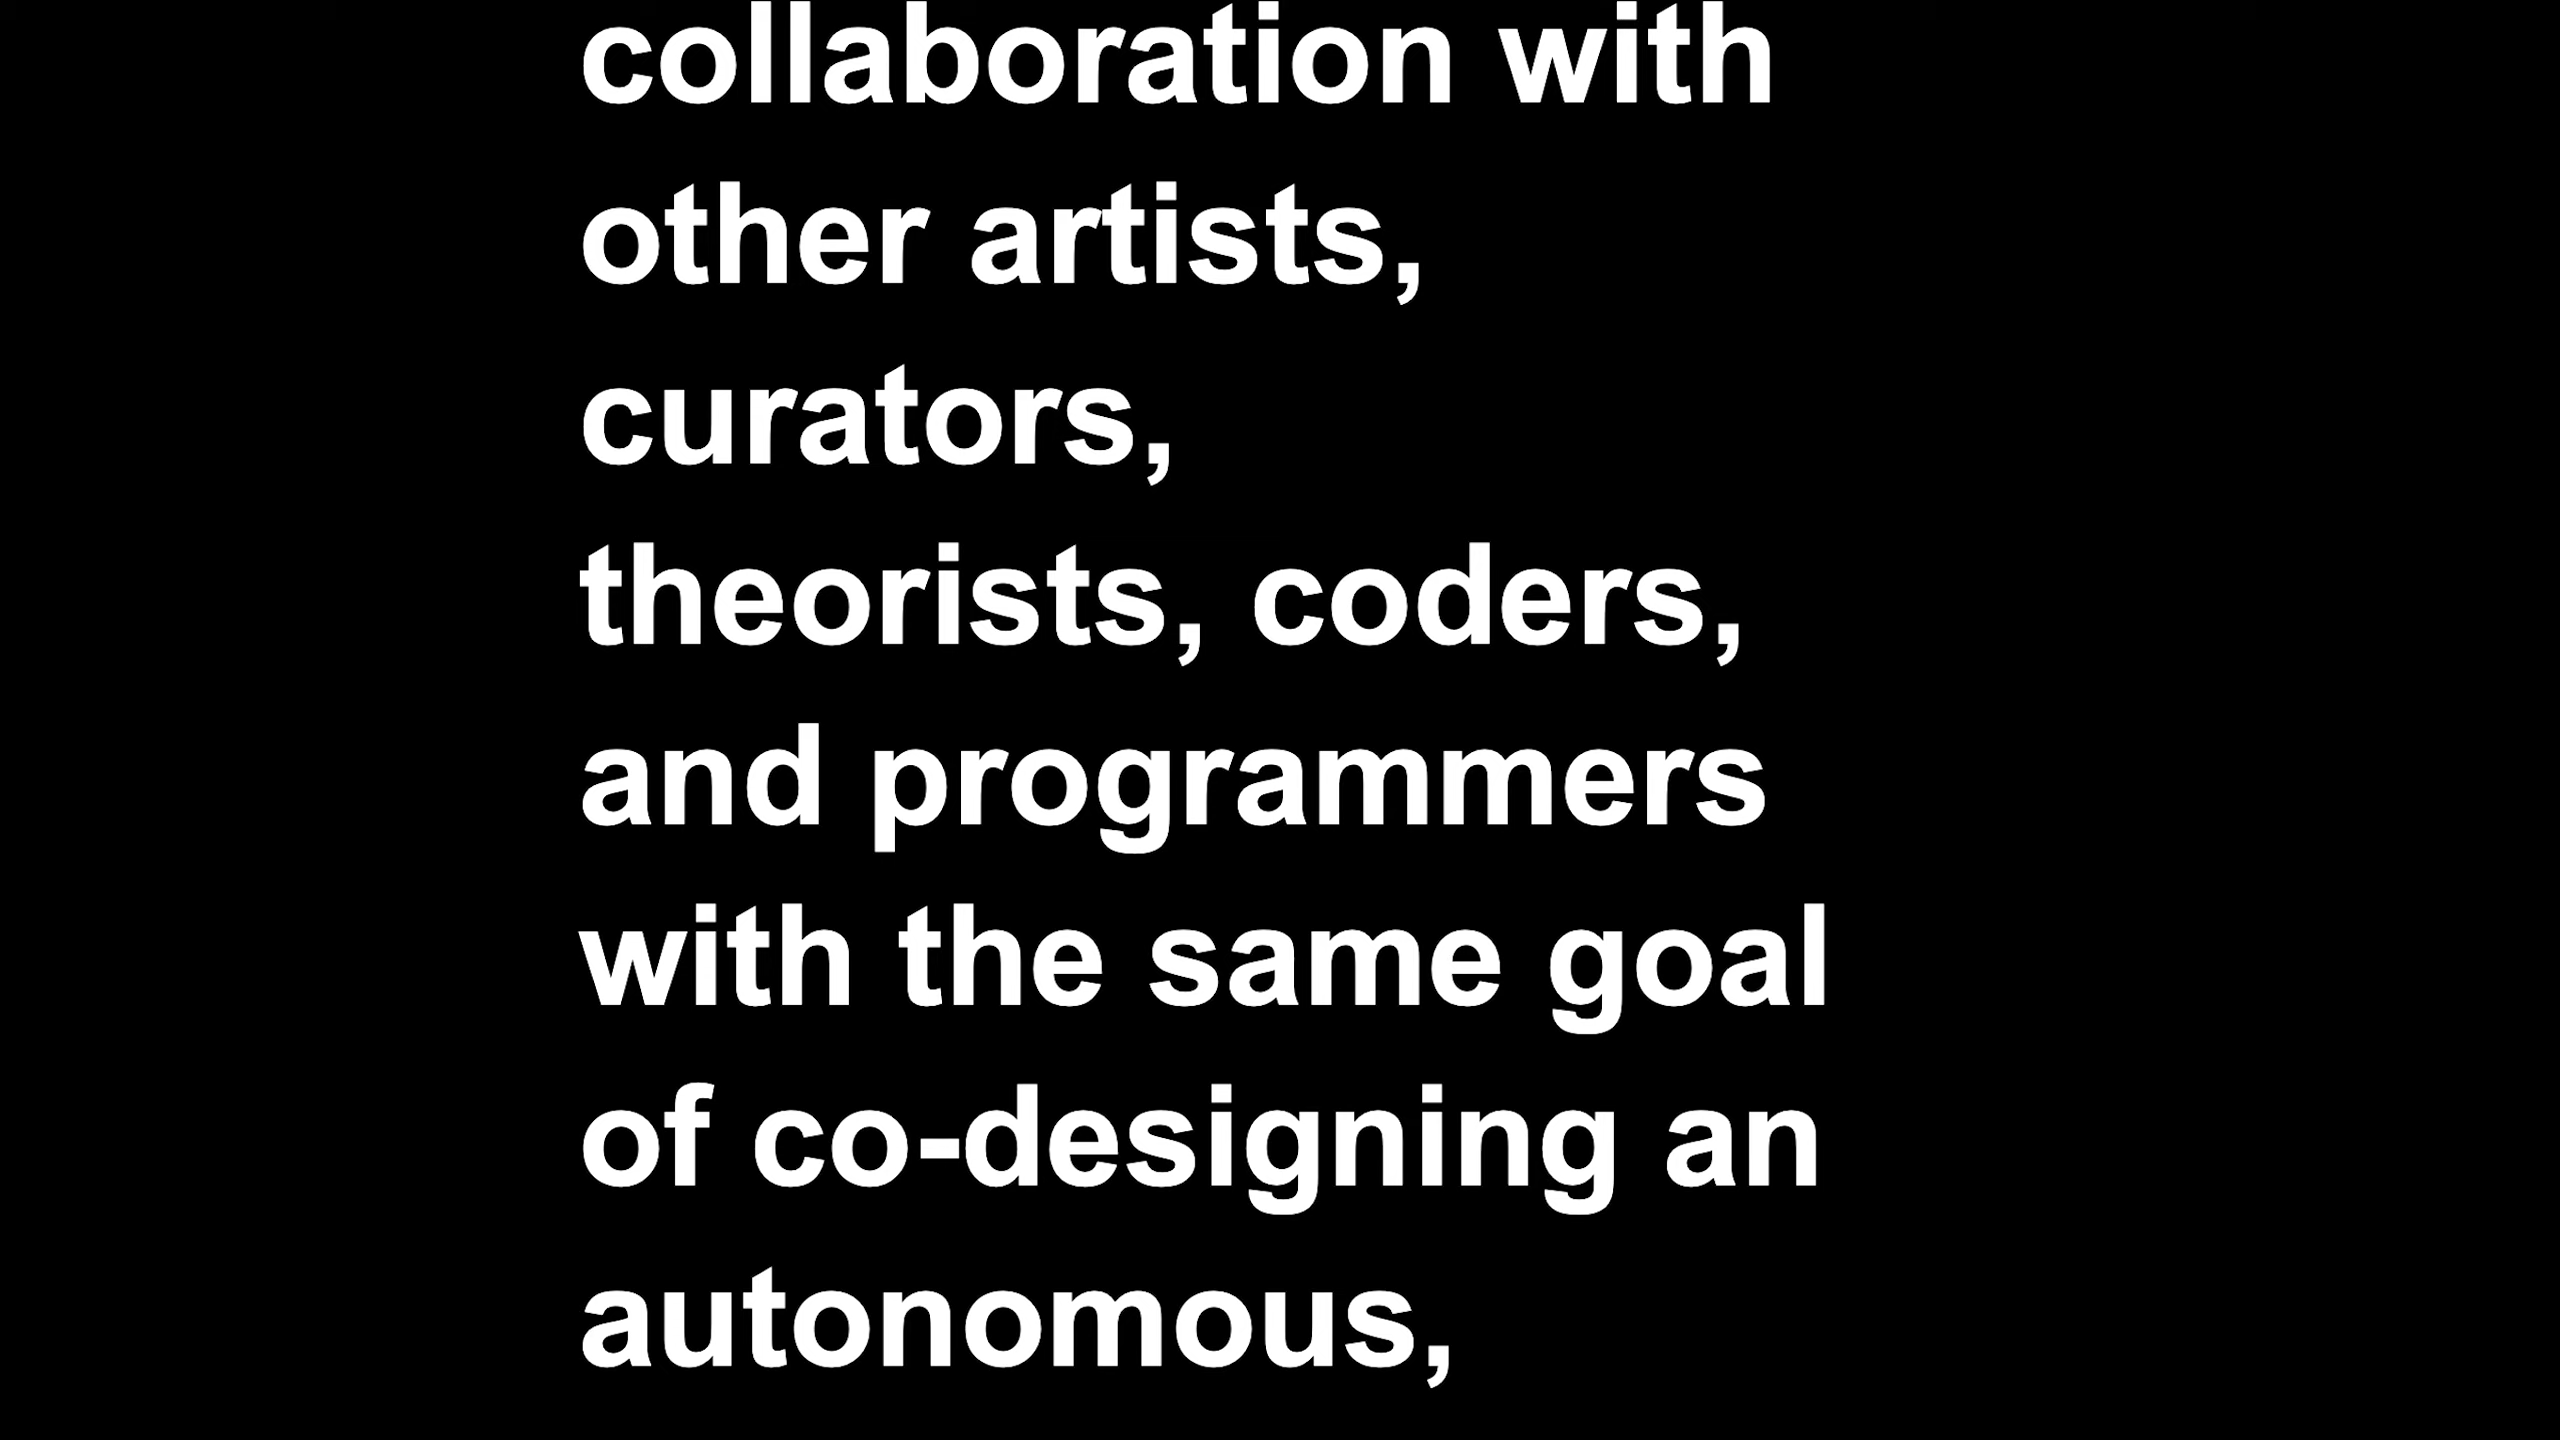 collaboration with
other artists,
curators,
theorists, coders,
and programmers
with the same goal
of co-designing an
autonomous,